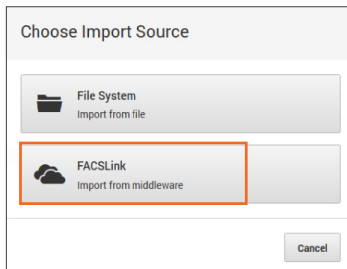 Choose Import Source
File System
Import from file
FACSLink
Import from middleware
Cancel